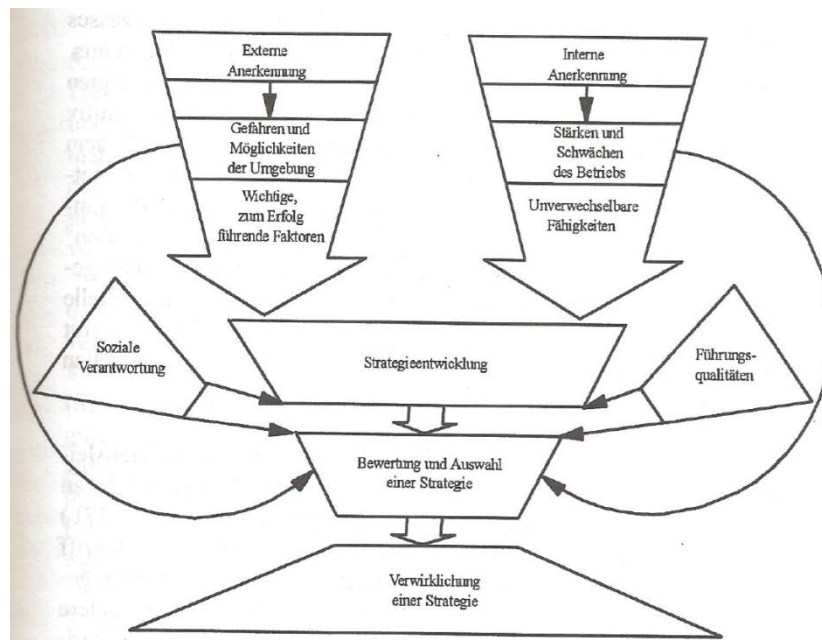 Externe
Anerkennung
Gefahren und
Möglichkeiten
der Umgebung
Wichtige,
zum Erfolg
führende Faktoren
Interne
Anerkennung
Stärken und
Schwächen
des Betriebs
Unverwechselbare
Fähigkeiten
Soziale
Verantwortung
Strategieentwicklung
Führungs-
qualitäten
Bewertung und Auswahl
einer Strategie
Verwirklichung
einer Strategie